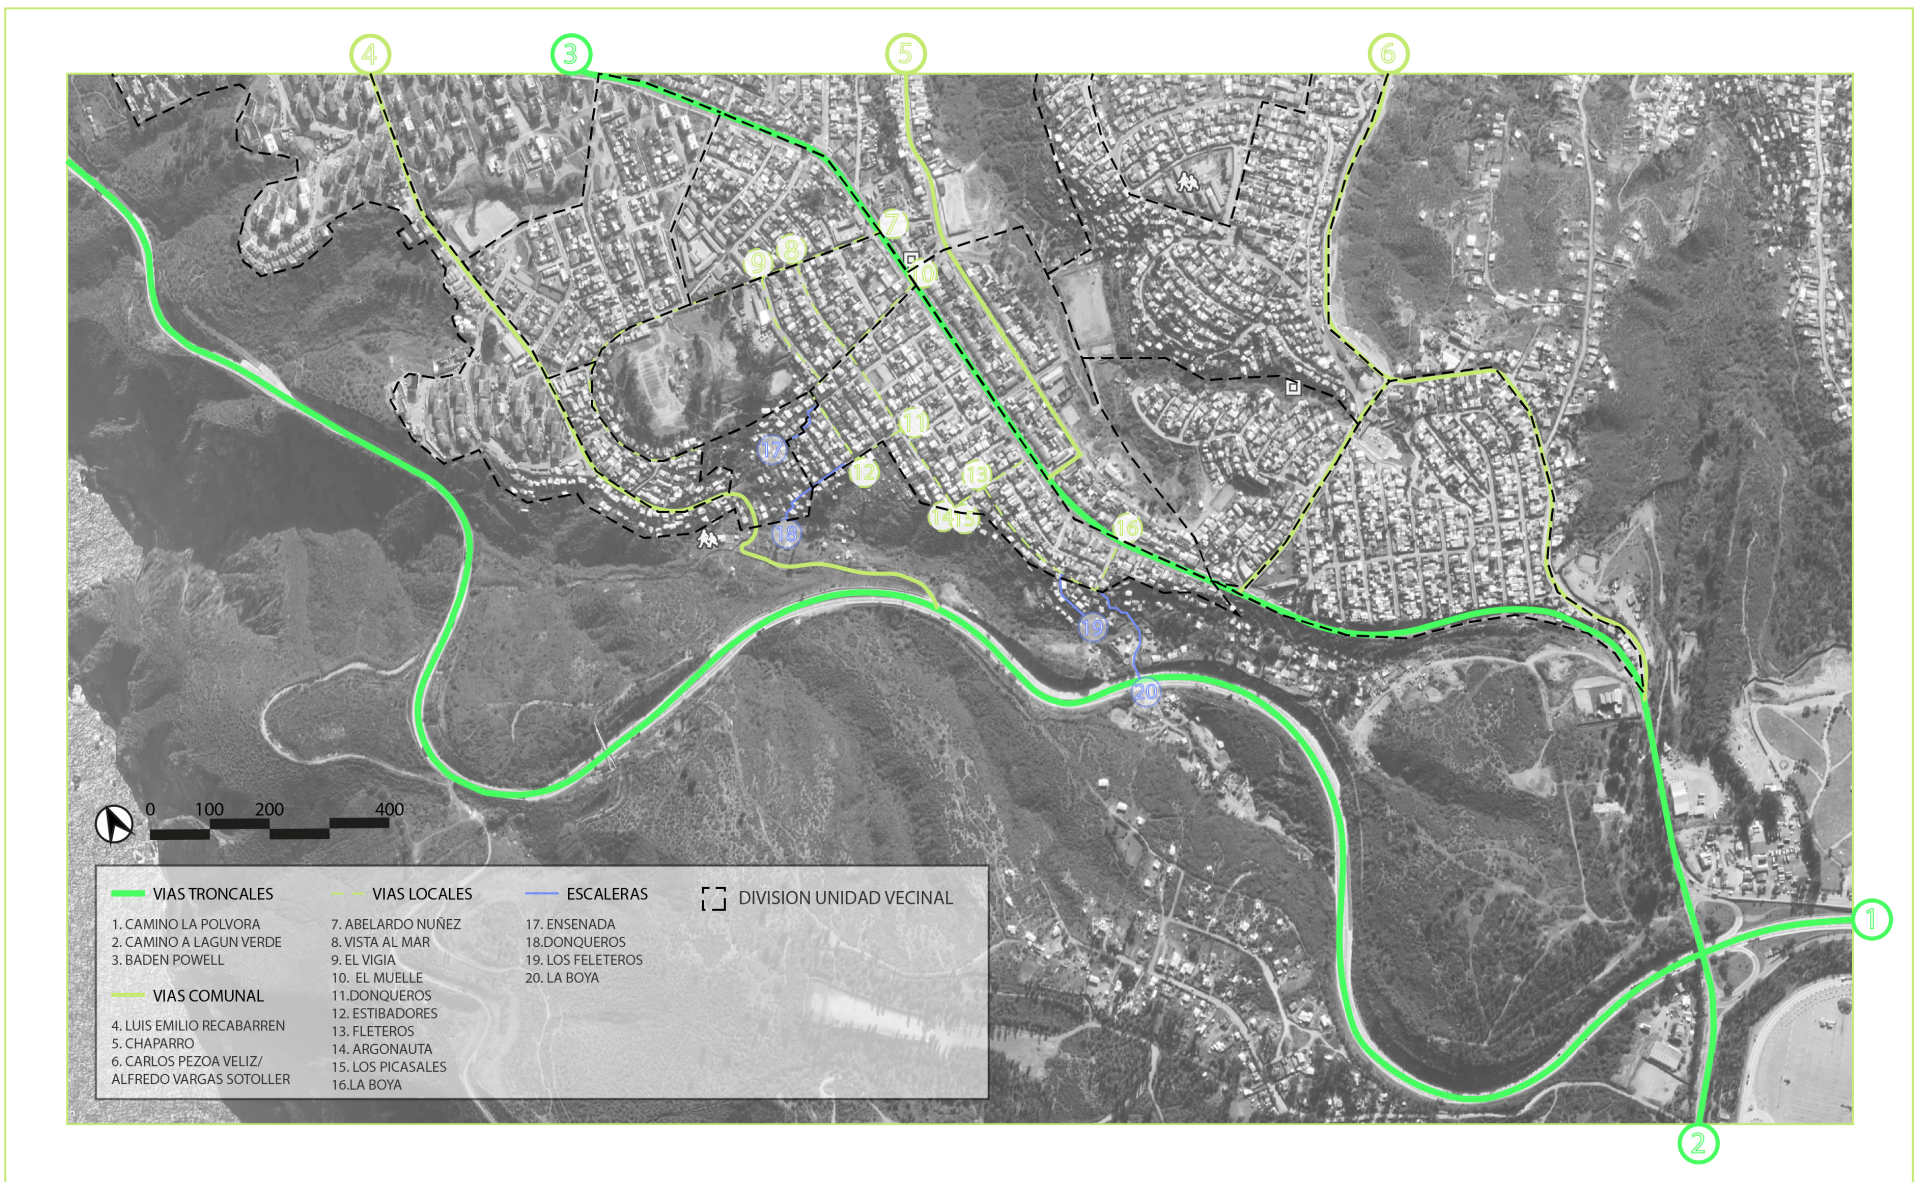 4
3
5
6
7
8
9
10
11
17
12
13
14
15
16
18
19
20
0 100 200 400
1
2
VIAS TRONCALES
1. CAMINO LA POLVORA
2. CAMINO A LAGUN VERDE
3. BADEN POWELL
VIAS COMUNAL
4. LUIS EMILIO RECABARREN
5. CHAPARRO
6. CARLOS PEZOA VELIZ/
ALFREDO VARGAS SOTOLLER
VIAS LOCALES
7. ABELARDO NUÑEZ
8. VISTA AL MAR
9. EL VIGIA
10. EL MUELLE
11.DONQUEROS
12. ESTIBADORES
13. FLETEROS
14. ARGONAUTA
15. LOS PICASALES
16.LA BOYA
ESCALERAS
17. ENSENADA
18.DONQUEROS
19. LOS FELETEROS
20. LA BOYA
DIVISION UNIDAD VECINAL